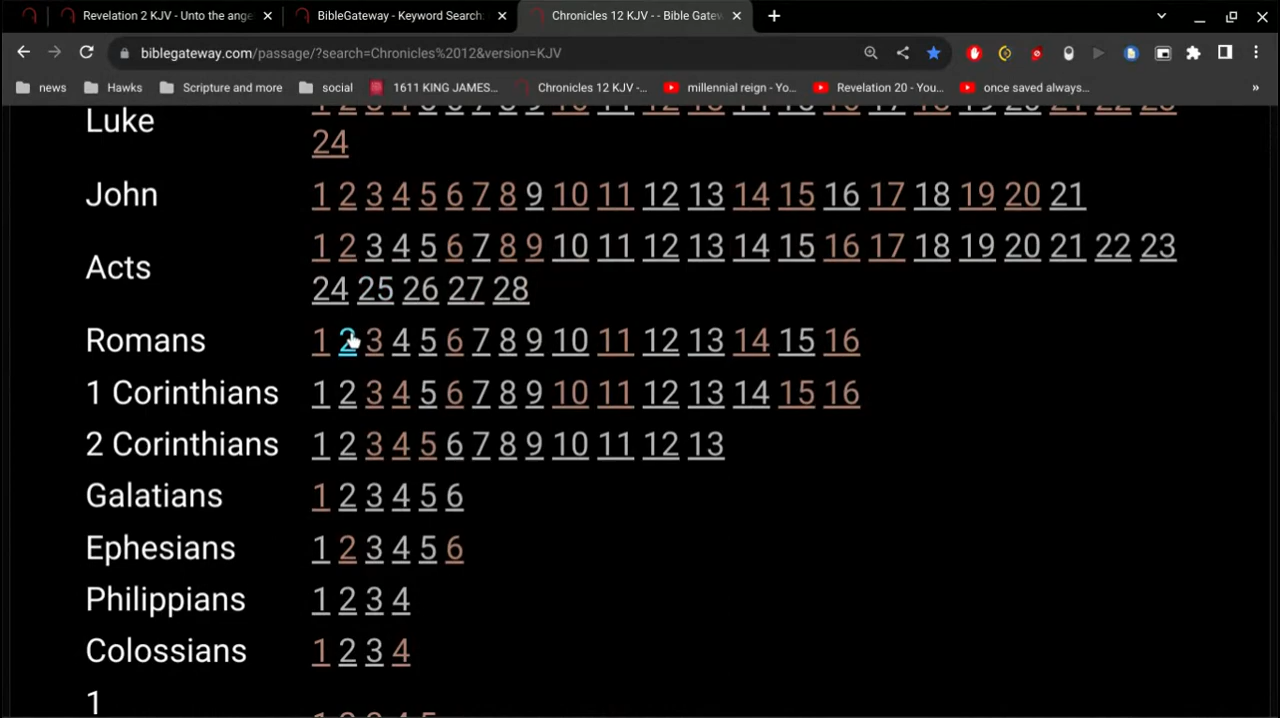 Revelation 2 KJV - Unto the ange
BibleGateway - Keyword Search:
Chronicles 12 KJV - - Bible Gatew
biblegateway.com/passage/?search=Chronicles%2012&version=KJV
news
Hawks
Scripture and more
social
1611 KING JAMES...
Chronicles 12 KJV -...
millennial reign - Yo...
Revelation 20 - You...
once saved always...
»
Luke
24
John 1 2 3 4 5 6 7 8 9 10 11 12 13 14 15 16 17 18 19 20 21
Acts 1 2 3 4 5 6 7 8 9 10 11 12 13 14 15 16 17 18 19 20 21 22 23
24 25 26 27 28
Romans 1 2 3 4 5 6 7 8 9 10 11 12 13 14 15 16
1 Corinthians 1 2 3 4 5 6 7 8 9 10 11 12 13 14 15 16
2 Corinthians 1 2 3 4 5 6 7 8 9 10 11 12 13
Galatians 1 2 3 4 5 6
Ephesians 1 2 3 4 5 6
Philippians 1 2 3 4
Colossians 1 2 3 4
1